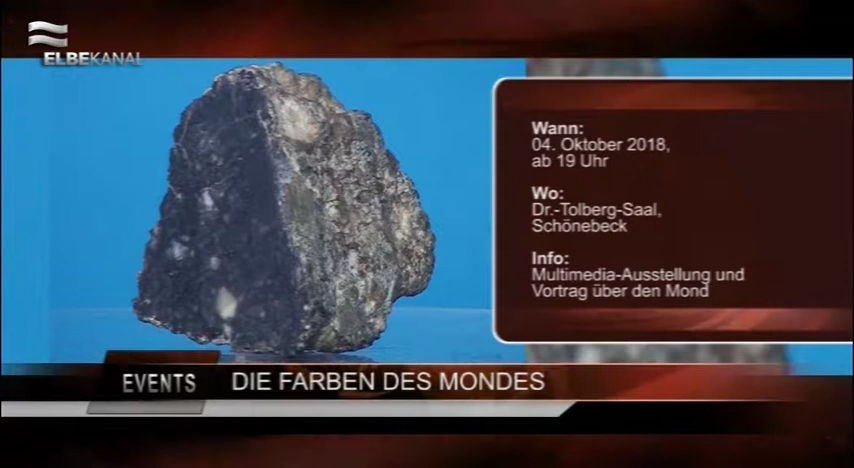 ELBEKANAL
Wann:
04. Oktober 2018,
ab 19 Uhr
Wo:
Dr.-Tolberg-Saal,
Schönebeck
Info:
Multimedia-Ausstellung und
Vortrag über den Mond
EVENTS
DIE FARBEN DES MONDES